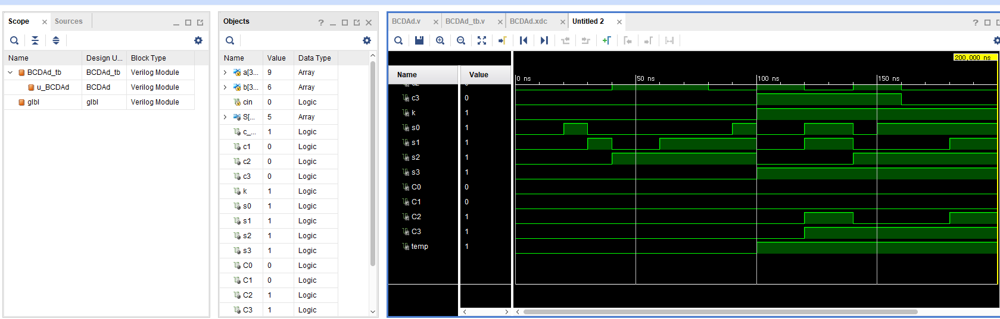 Scope
Sources
Name Design U... Block Type
BCDAd_tb BCDAd_tb Verilog Module
u_BCDAd BCDAd Verilog Module
glbl glbl Verilog Module
Objects
Name Value Data Type
a[3... 9 Array
b[3... 6 Array
cin 0 Logic
S[... 5 Array
c_... 1 Logic
c1 0 Logic
c2 0 Logic
c3 0 Logic
k 1 Logic
s0 1 Logic
s1 1 Logic
s2 1 Logic
s3 1 Logic
C0 0 Logic
C1 0 Logic
C2 1 Logic
C3 1 Logic
BCDAd.v
BCDAd_tb.v
BCDAd.xdc
Untitled 2
200,000 ns
Name Value
0 ns 50 ns 100 ns 150 ns
c3 0
k 1
s0 1
s1 1
s2 1
s3 1
C0 0
C1 0
C2 1
C3 1
temp 1